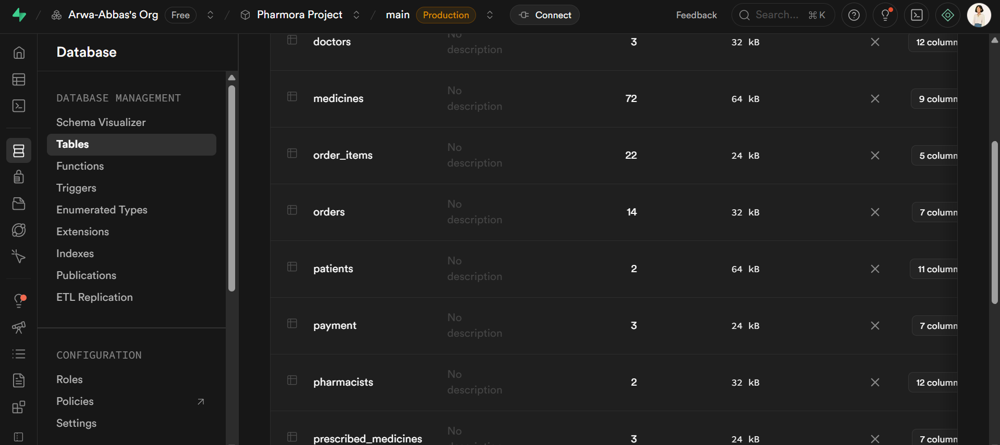 Arwa-Abbas's Org Free / Pharmora Project / main Production Connect Feedback Search... ⌘ K
Database
DATABASE MANAGEMENT
Schema Visualizer
Tables
Functions
Triggers
Enumerated Types
Extensions
Indexes
Publications
ETL Replication
CONFIGURATION
Roles
Policies
Settings
doctors No description 3 32 kB 12 column
medicines No description 72 64 kB 9 column
order_items No description 22 24 kB 5 column
orders No description 14 32 kB 7 column
patients No description 2 64 kB 11 column
payment No description 3 24 kB 7 column
pharmacists No description 2 32 kB 12 column
prescribed_medicines No 3 24 kB 7 column